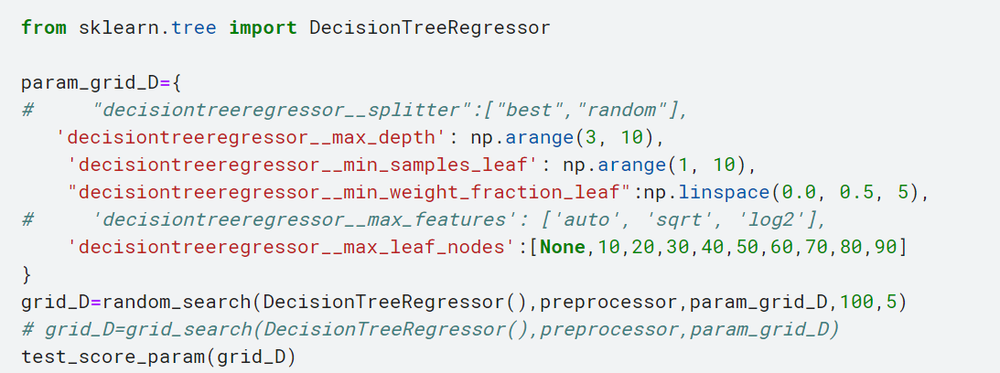 from sklearn.tree import DecisionTreeRegressor
param_grid_D={
#     "decisiontreeregressor__splitter":["best","random"],
   'decisiontreeregressor__max_depth': np.arange(3, 10),
    'decisiontreeregressor__min_samples_leaf': np.arange(1, 10),
    "decisiontreeregressor__min_weight_fraction_leaf":np.linspace(0.0, 0.5, 5),
#     'decisiontreeregressor__max_features': ['auto', 'sqrt', 'log2'],
    'decisiontreeregressor__max_leaf_nodes':[None,10,20,30,40,50,60,70,80,90]
}
grid_D=random_search(DecisionTreeRegressor(),preprocessor,param_grid_D,100,5)
# grid_D=grid_search(DecisionTreeRegressor(),preprocessor,param_grid_D)
test_score_param(grid_D)